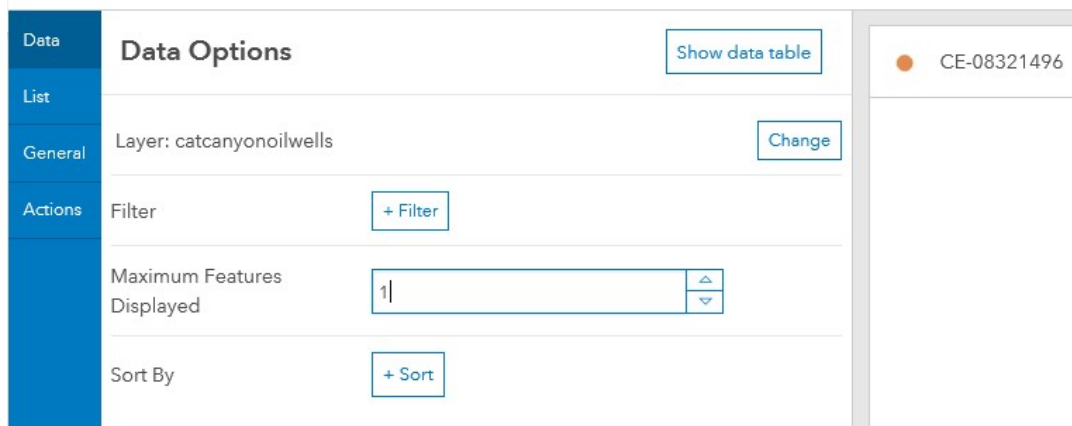 Data
List
General
Actions
Data Options
Show data table
Layer: catcanyonoilwells
Change
Filter
+ Filter
Maximum Features
Displayed
1
Sort By
+ Sort
CE-08321496